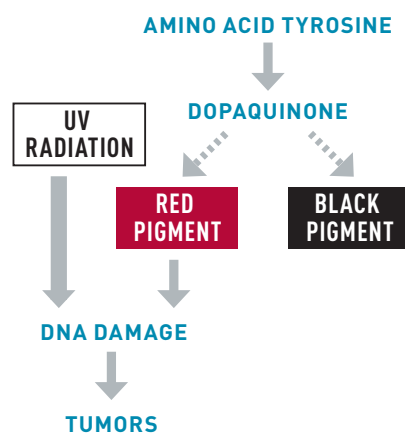 AMINO ACID TYROSINE
DOPAQUINONE
UV
RADIATION
RED
PIGMENT
BLACK
PIGMENT
DNA DAMAGE
TUMORS